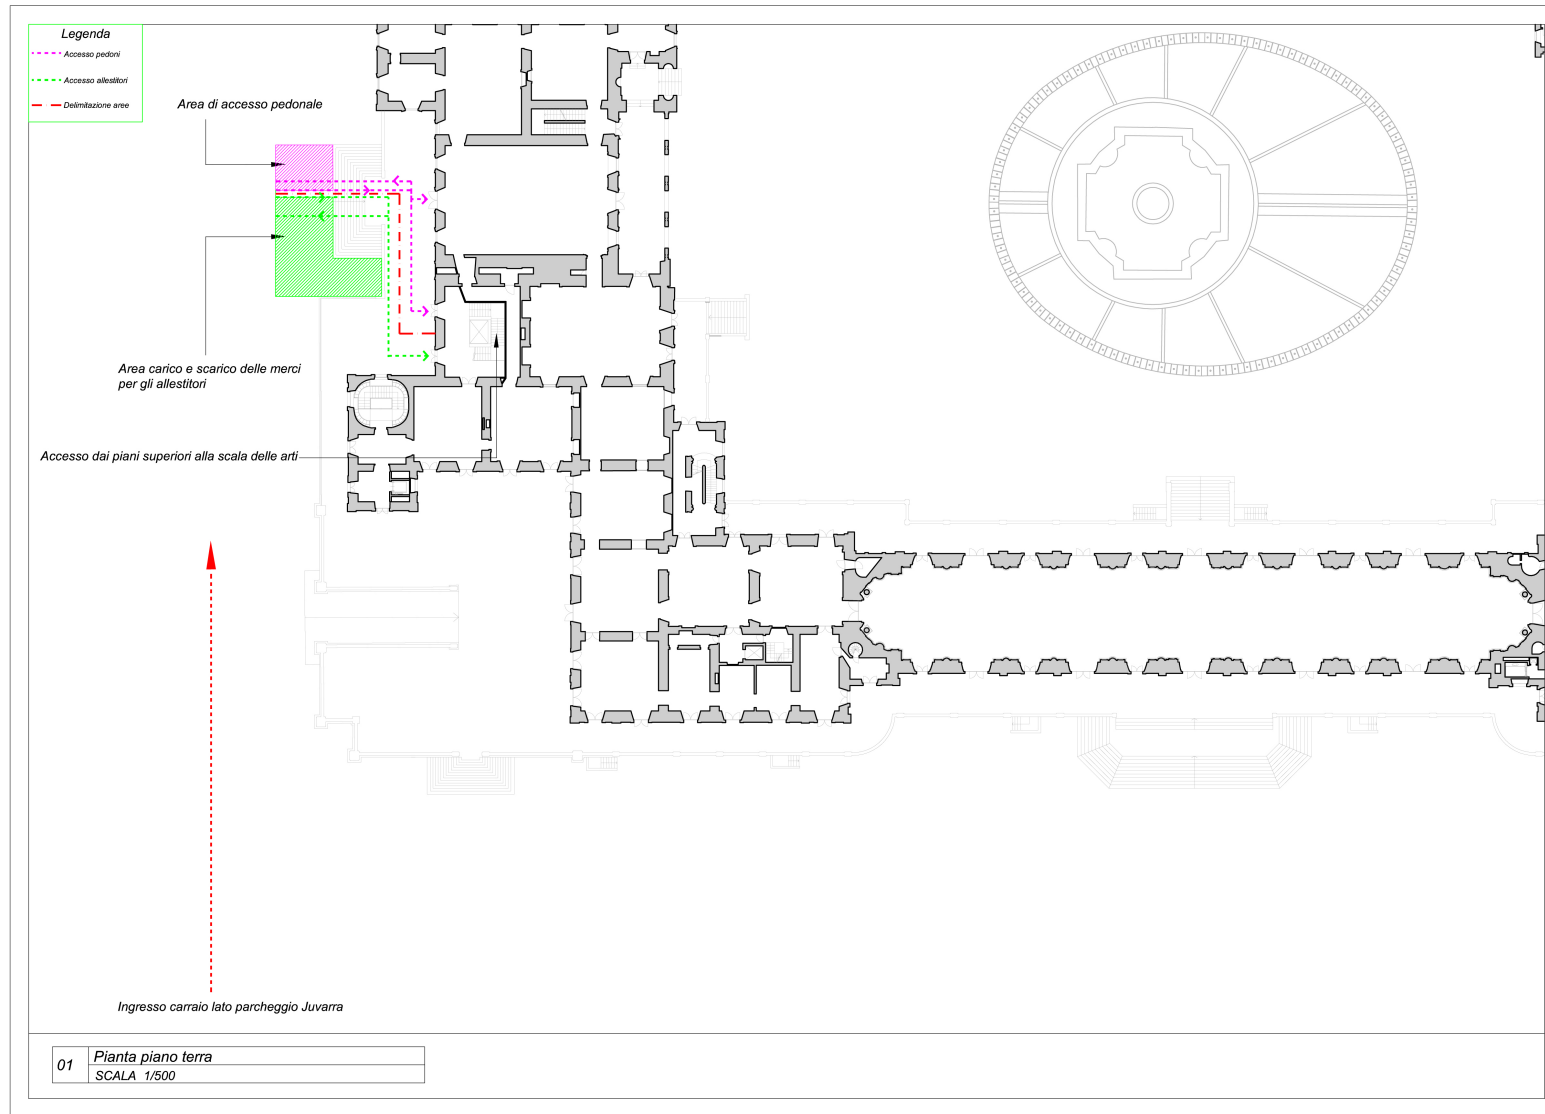 Legenda
Accesso pedoni
Accesso allestitori
Delimitazione aree
Area di accesso pedonale
Area carico e scarico delle merci
per gli allestitori
Accesso dai piani superiori alla scala delle arti
Ingresso carraio lato parcheggio Juvarra
01
Pianta piano terra
SCALA 1/500